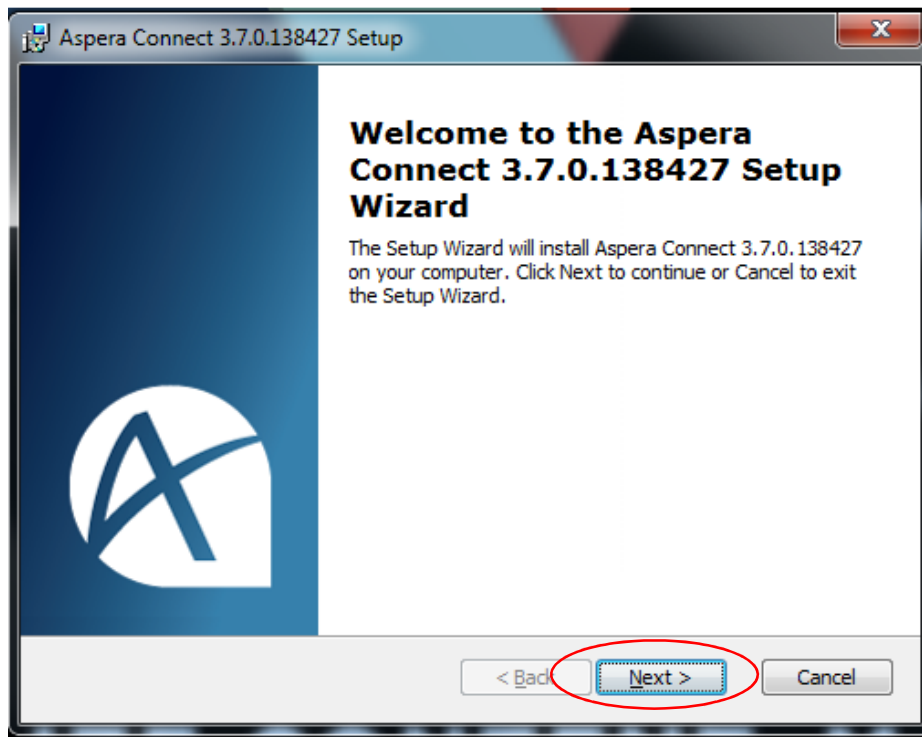 Aspera Connect 3.7.0.138427 Setup
X
Welcome to the Aspera
Connect 3.7.0.138427 Setup
Wizard
The Setup Wizard will install Aspera Connect 3.7.0.138427
on your computer. Click Next to continue or Cancel to exit
the Setup Wizard.
< Back Next > Cancel